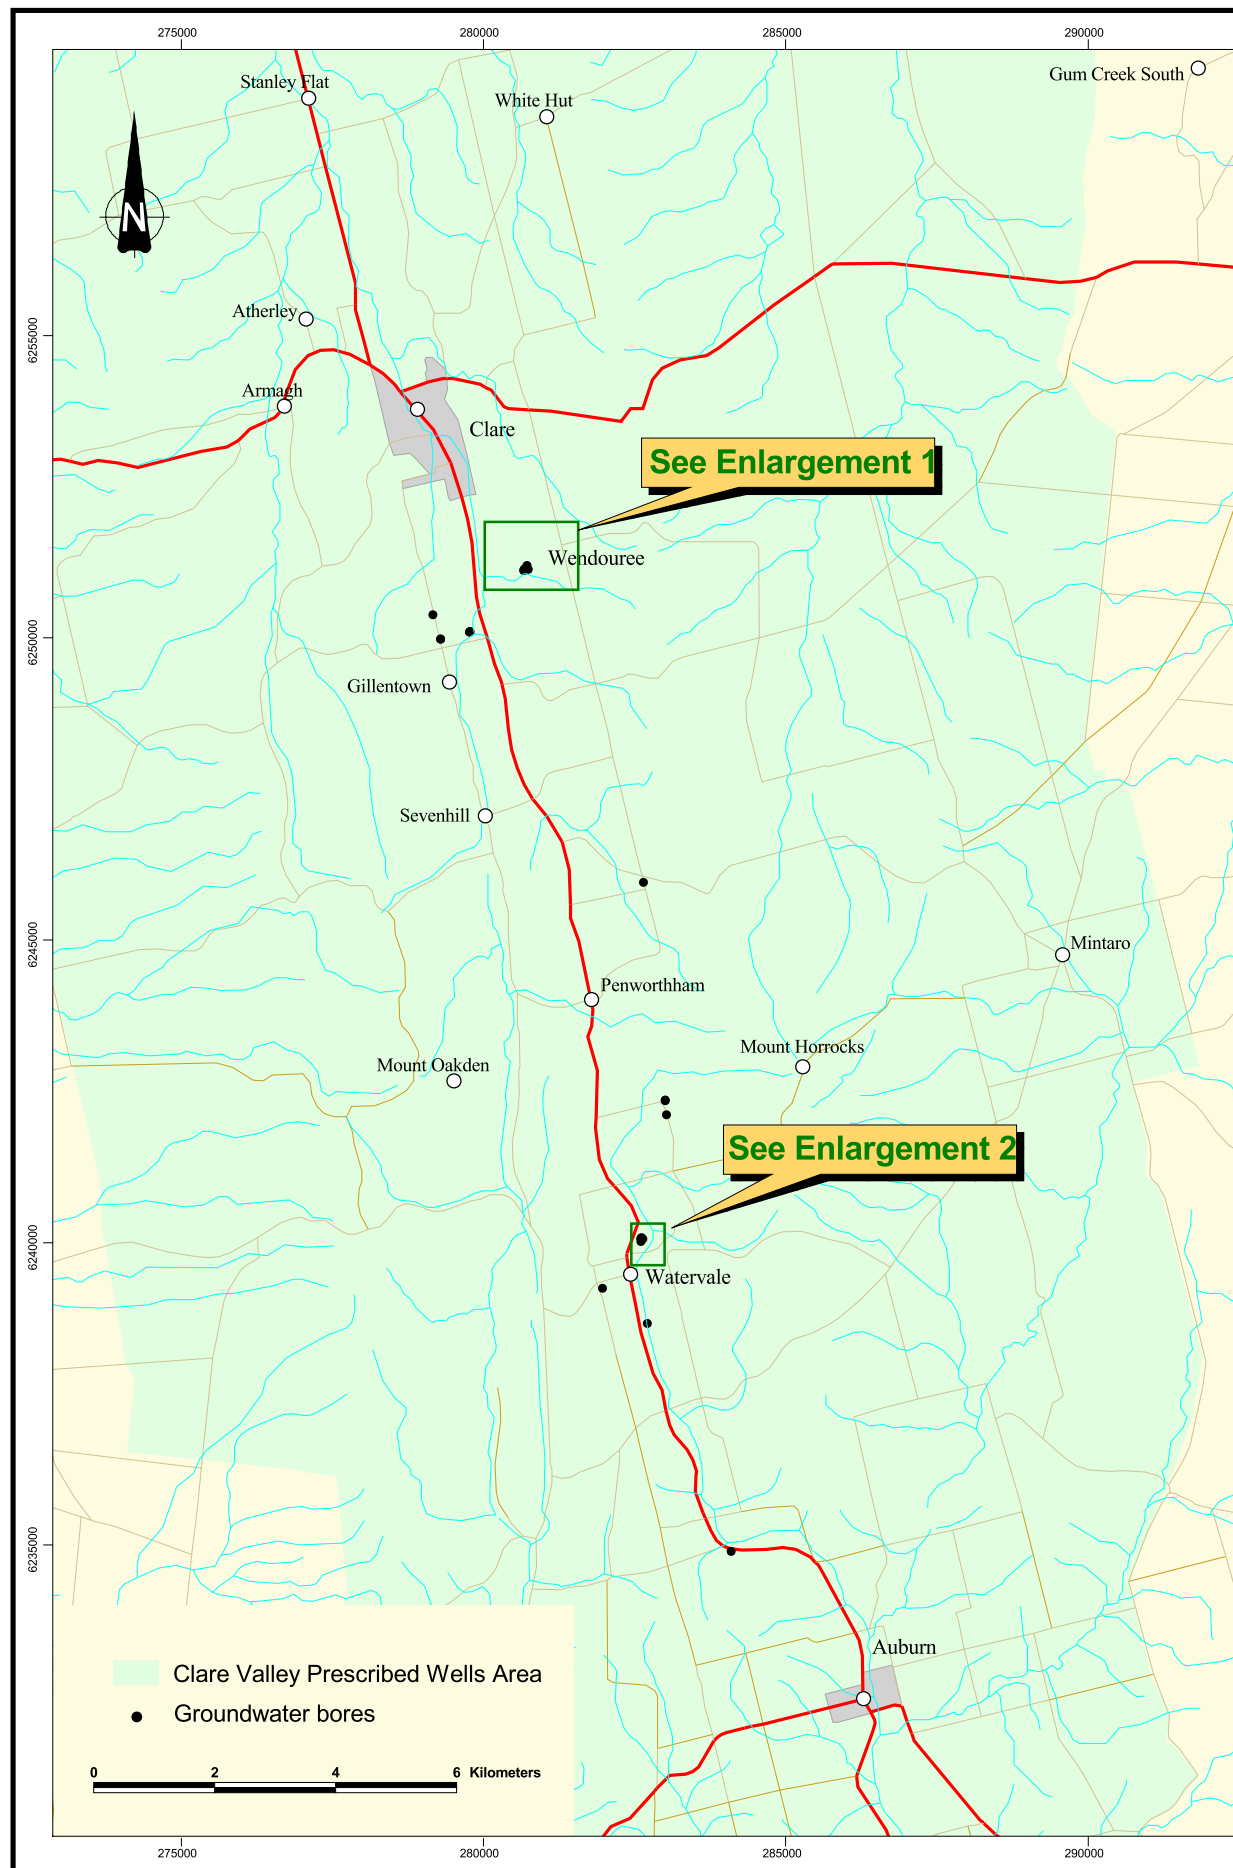 275000
280000
285000
290000
Stanley Flat
White Hut
Gum Creek South
N
Atherley
6255000
Armagh
Clare
See Enlargement 1
Wendouree
6250000
Gillentown
Sevenhill
6245000
Mintaro
Penworthham
Mount Horrocks
Mount Oakden
See Enlargement 2
6240000
Watervale
6235000
Auburn
Clare Valley Prescribed Wells Area
Groundwater bores
0 2 4 6 Kilometers
275000
280000
285000
290000